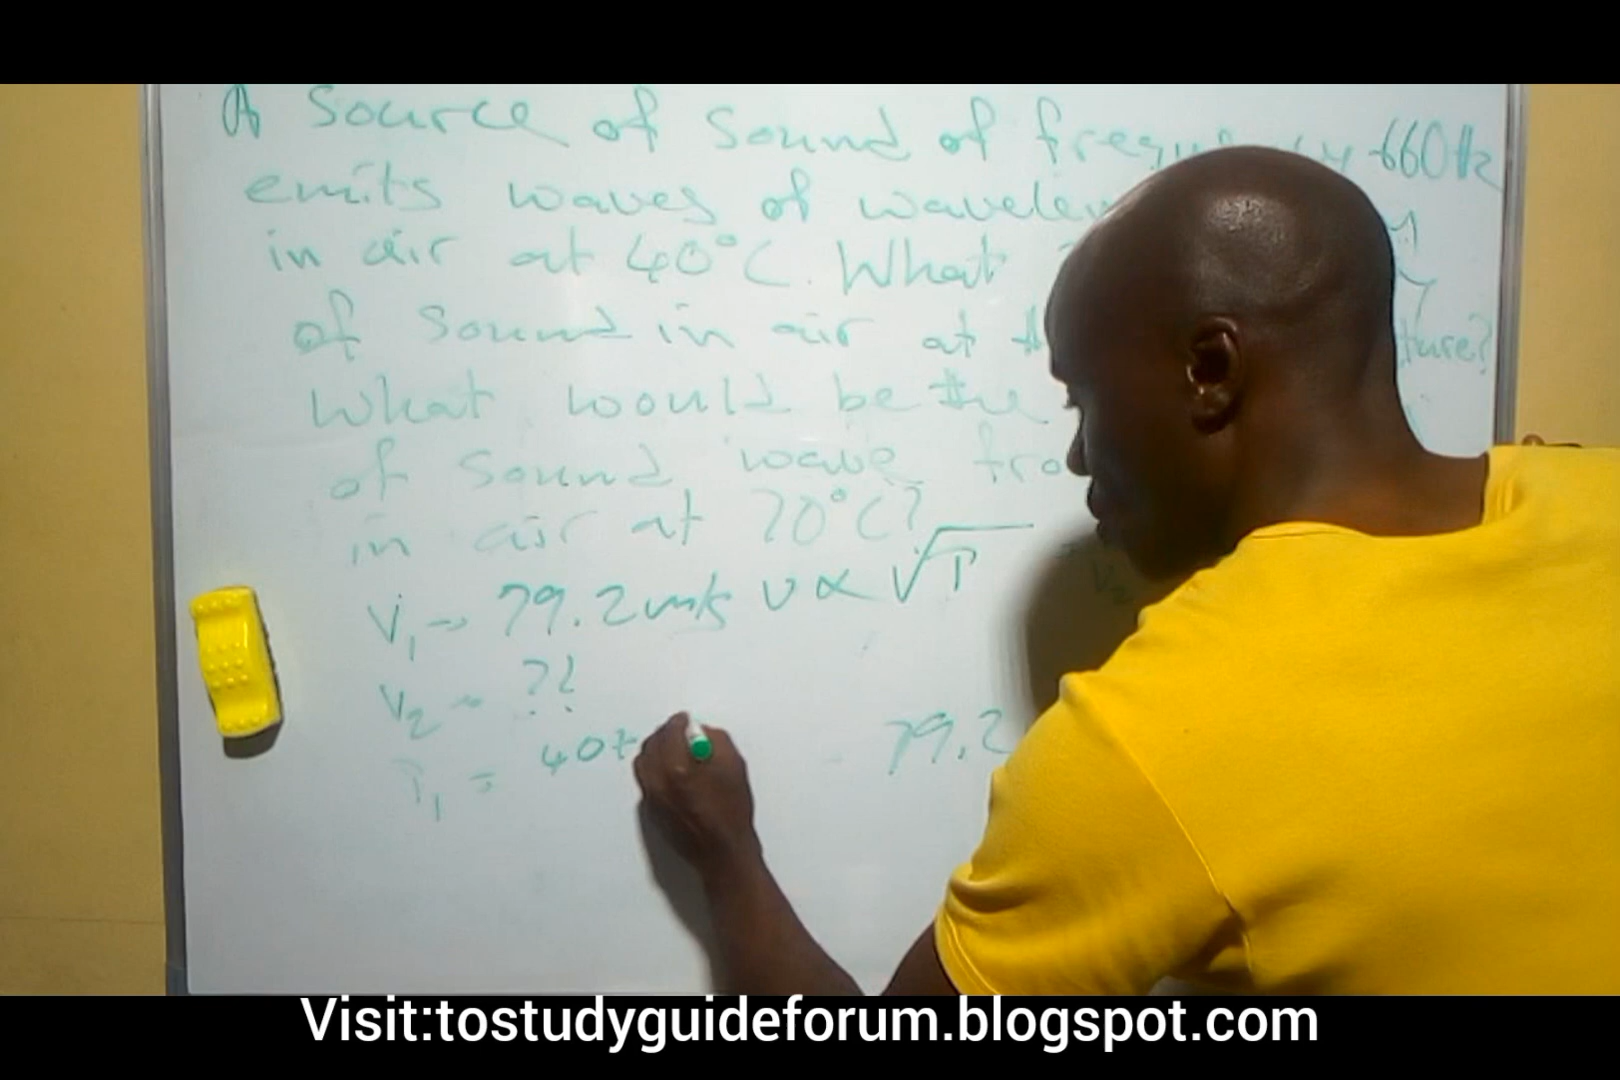 A Source of Sound of frequency 660Hz
emits waves of
in air at 40°C. What
of Sound in air at
What would be the
of sound wave
in air at 70°C?
V₁ → 79.2m/s v ∝ √T
V₂ → ??
T₁ = 40+
79.2
V₂
Visit:tostudyguideforum.blogspot.com